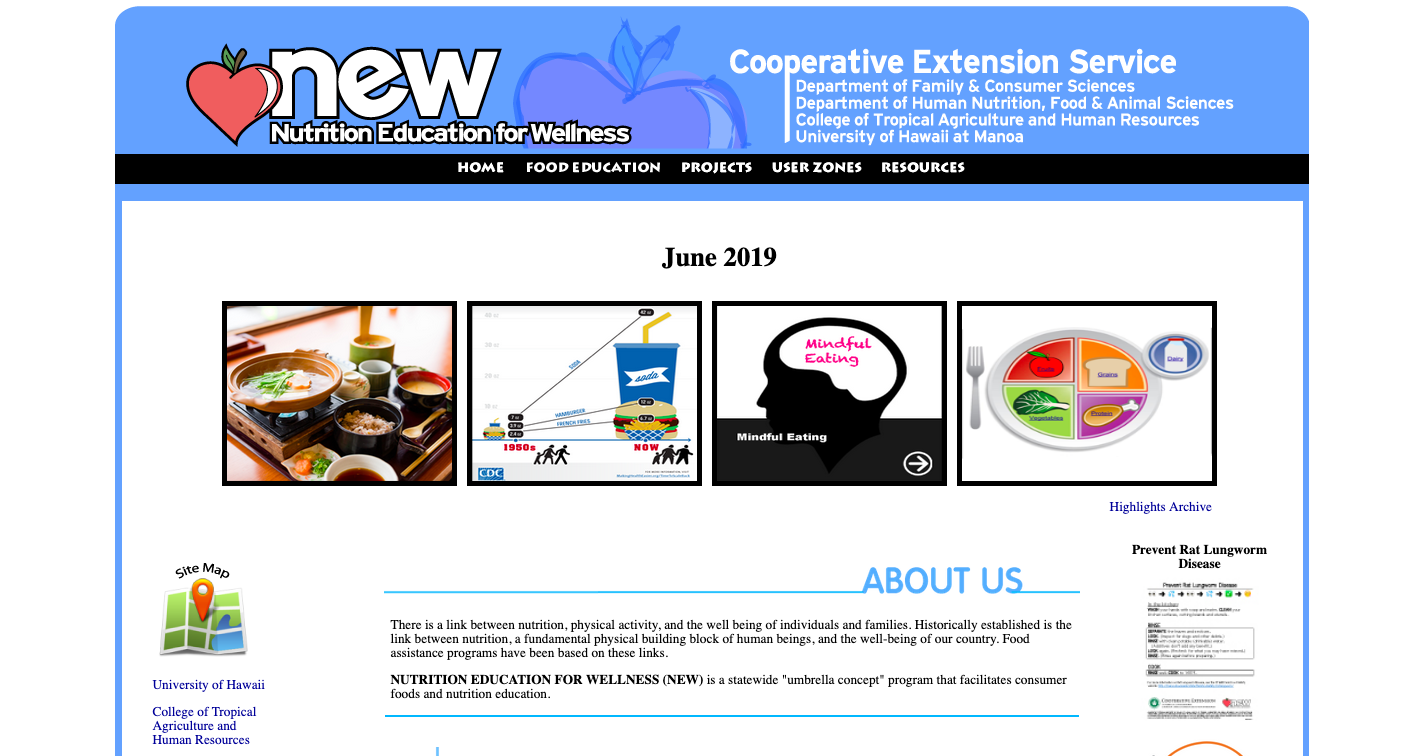 new
Nutrition Education for Wellness
Cooperative Extension Service
Department of Family & Consumer Sciences
Department of Human Nutrition, Food & Animal Sciences
College of Tropical Agriculture and Human Resources
University of Hawaii at Manoa
HOME FOOD EDUCATION PROJECTS USER ZONES RESOURCES
June 2019
SODA
soda
HAMBURGER
FRENCH FRIES
1950s NOW
CDC
Mindful
Eating
Mindful Eating
Fruits
Grains
Dairy
Vegetables
Protein
Highlights Archive
Prevent Rat Lungworm
Disease
Prevent Rat Lungworm Disease
Site Map
ABOUT US
There is a link between nutrition, physical activity, and the well being of individuals and families. Historically established is the
link between nutrition, a fundamental physical building block of human beings, and the well-being of our country. Food
assistance programs have been based on these links.
NUTRITION EDUCATION FOR WELLNESS (NEW) is a statewide "umbrella concept" program that facilitates consumer
foods and nutrition education.
University of Hawaii
College of Tropical
Agriculture and
Human Resources